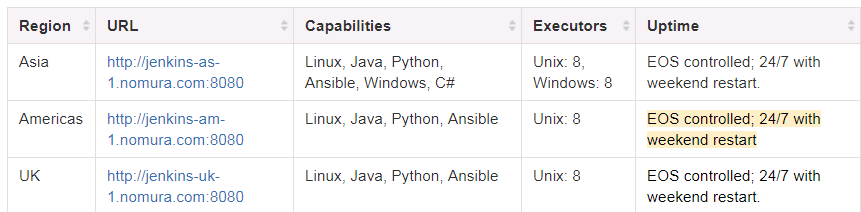 Region URL Capabilities Executors Uptime
Asia http://jenkins-as- Linux, Java, Python, Unix: 8, EOS controlled; 24/7 with
1.nomura.com:8080 Ansible, Windows, C# Windows: 8 weekend restart.
Americas http://jenkins-am- Linux, Java, Python, Ansible Unix: 8 EOS controlled; 24/7 with
1.nomura.com:8080 weekend restart
UK http://jenkins-uk- Linux, Java, Python, Ansible Unix: 8 EOS controlled; 24/7 with
1.nomura.com:8080 weekend restart.